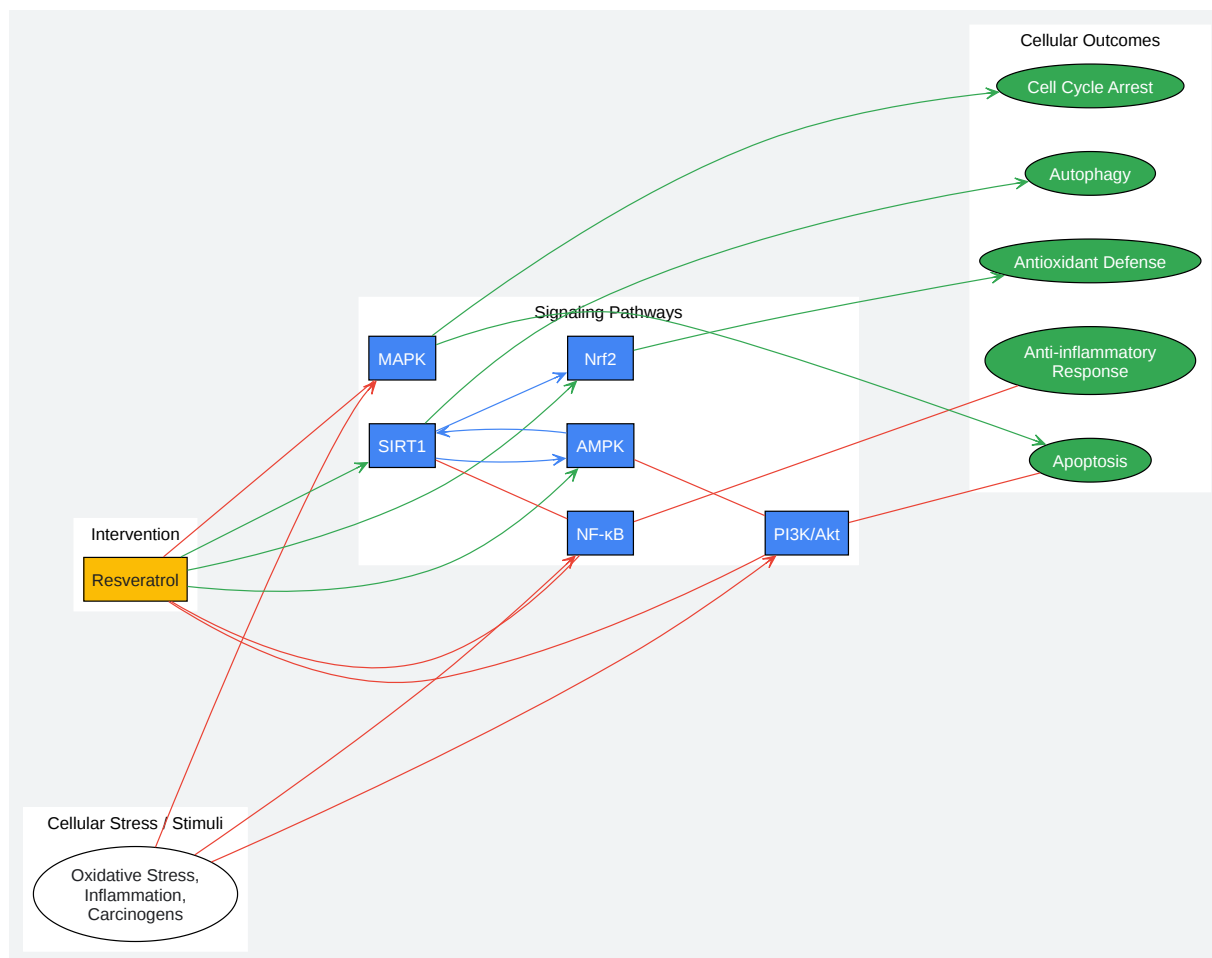 Cellular Outcomes
Cell Cycle Arrest
Autophagy
Antioxidant Defense
Anti-inflammatory
Response
Apoptosis
Signaling Pathways
MAPK
Nrf2
SIRT1
AMPK
NF-κB
PI3K/Akt
Intervention
Resveratrol
Cellular Stress / Stimuli
Oxidative Stress,
Inflammation,
Carcinogens